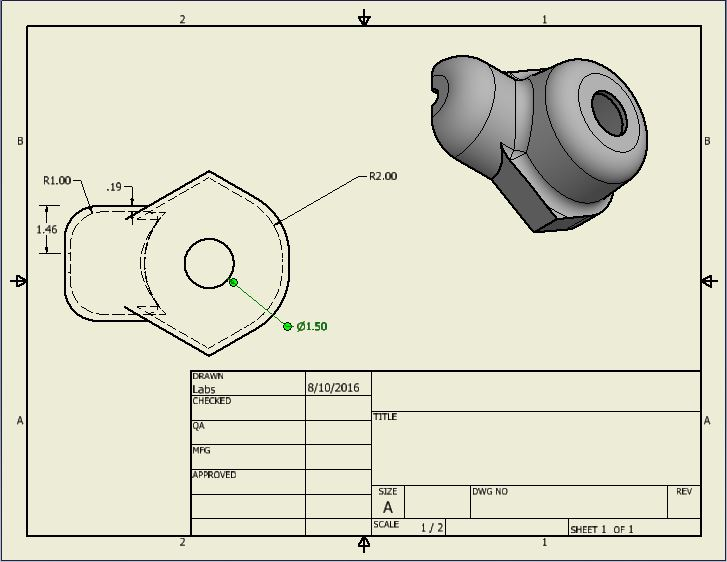 2 1
B B
R1.00
.19
R2.00
1.46
Ø1.50
DRAWN
Labs 8/10/2016
CHECKED
TITLE
A A
QA
MFG
APPROVED
SIZE DWG NO REV
A
SCALE 1 / 2 SHEET 1 OF 1
2 1